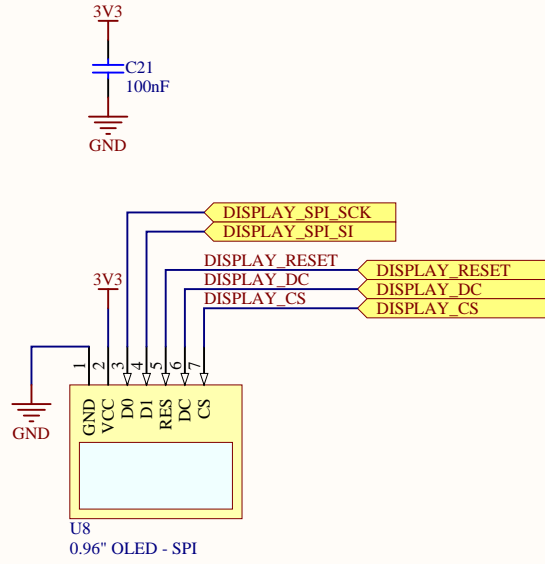 3V3
C21
100nF
GND
DISPLAY_SPI_SCK
DISPLAY_SPI_SI
DISPLAY_RESET DISPLAY_RESET
DISPLAY_DC DISPLAY_DC
DISPLAY_CS DISPLAY_CS
3V3
1 2 3 4 5 6 7
GND VCC D0 D1 RES DC CS
GND
U8
0.96" OLED - SPI